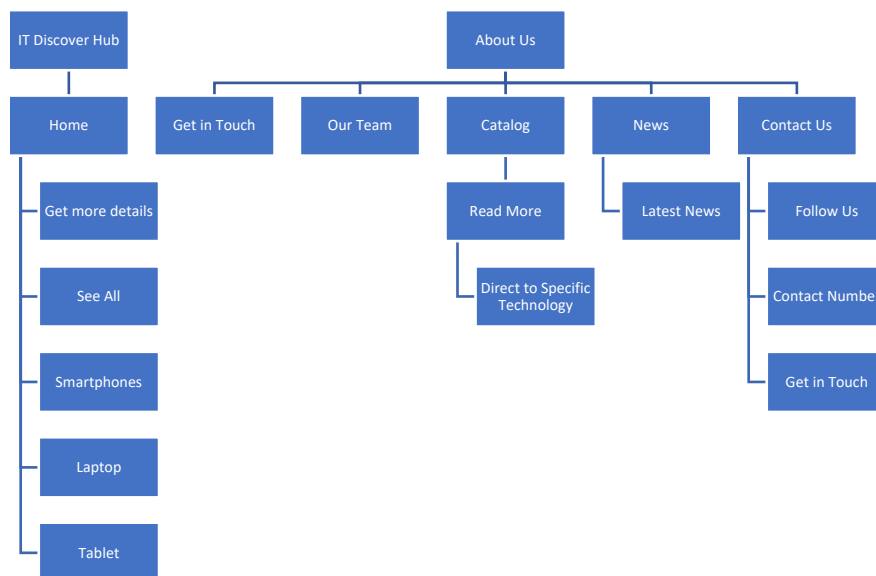 IT Discover Hub
About Us
Home
Get in Touch
Our Team
Catalog
News
Contact Us
Get more details
Read More
Latest News
Follow Us
See All
Direct to Specific
Technology
Contact Numbe
Smartphones
Get in Touch
Laptop
Tablet